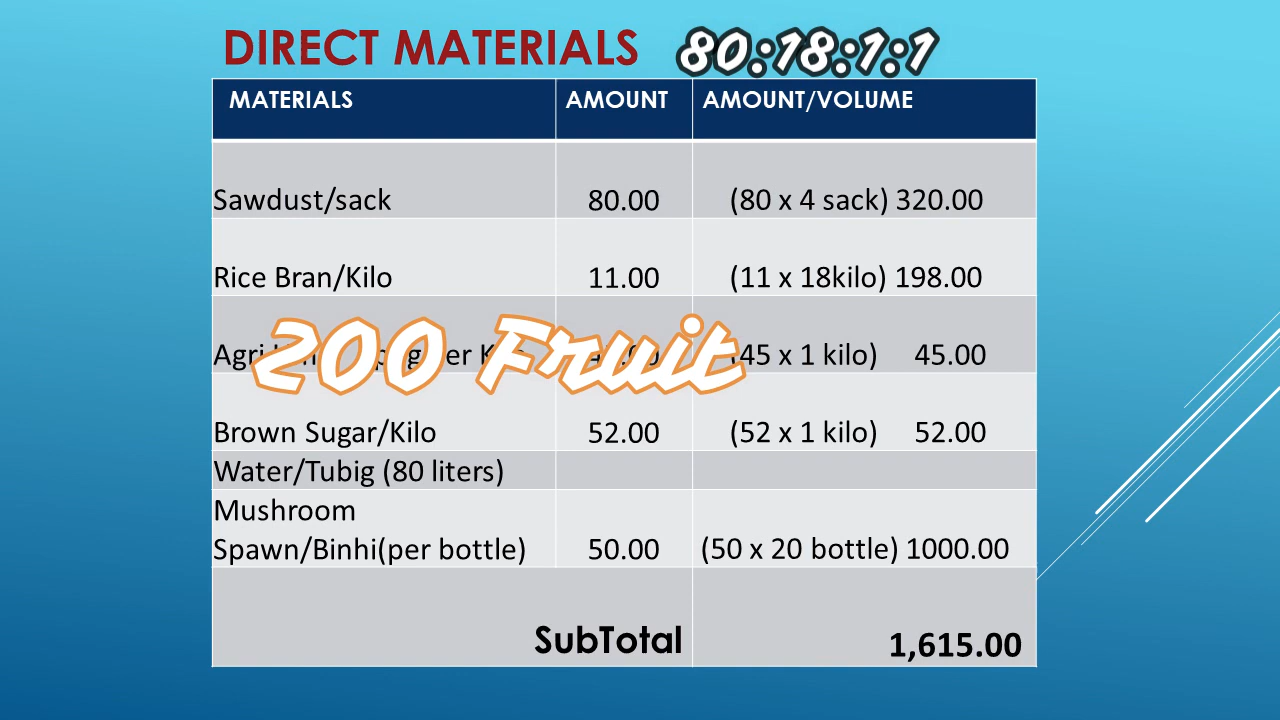 DIRECT MATERIALS 80:18:1:1
MATERIALS AMOUNT AMOUNT/VOLUME
Sawdust/sack 80.00 (80 x 4 sack) 320.00
Rice Bran/Kilo 11.00 (11 x 18kilo) 198.00
200 Fruit
Agri (45 x 1 kilo) 45.00
Brown Sugar/Kilo 52.00 (52 x 1 kilo) 52.00
Water/Tubig (80 liters)
Mushroom
Spawn/Binhi(per bottle) 50.00 (50 x 20 bottle) 1000.00
SubTotal 1,615.00